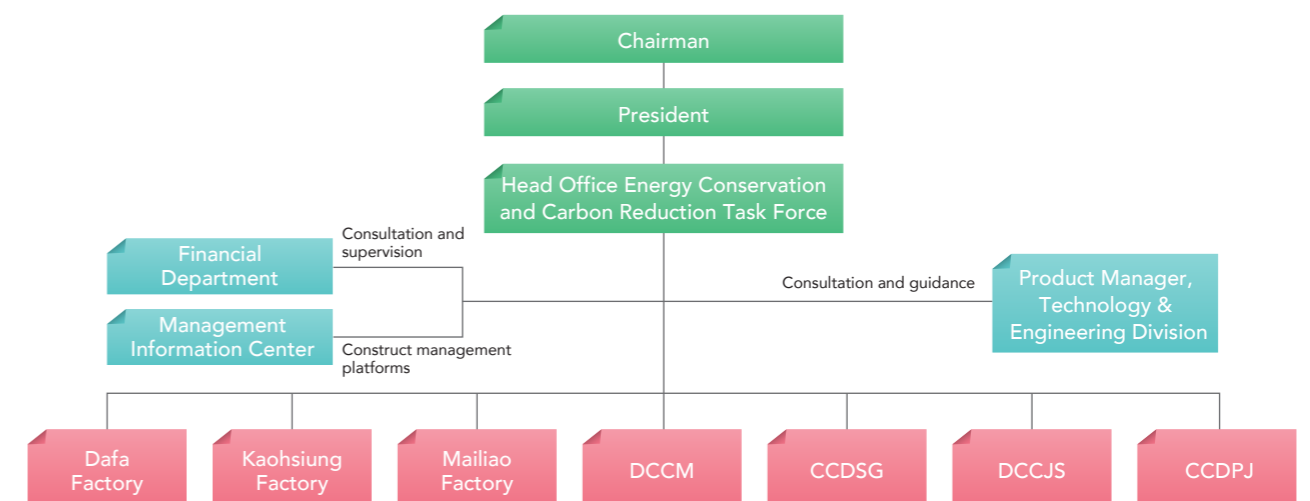 Chairman
President
Head Office Energy Conservation
and Carbon Reduction Task Force
Consultation and
supervision
Financial
Department
Consultation and guidance
Product Manager,
Technology &
Engineering Division
Management
Information Center
Construct management
platforms
Dafa
Factory
Kaohsiung
Factory
Mailiao
Factory
DCCM
CCDSG
DCCJS
CCDPJ